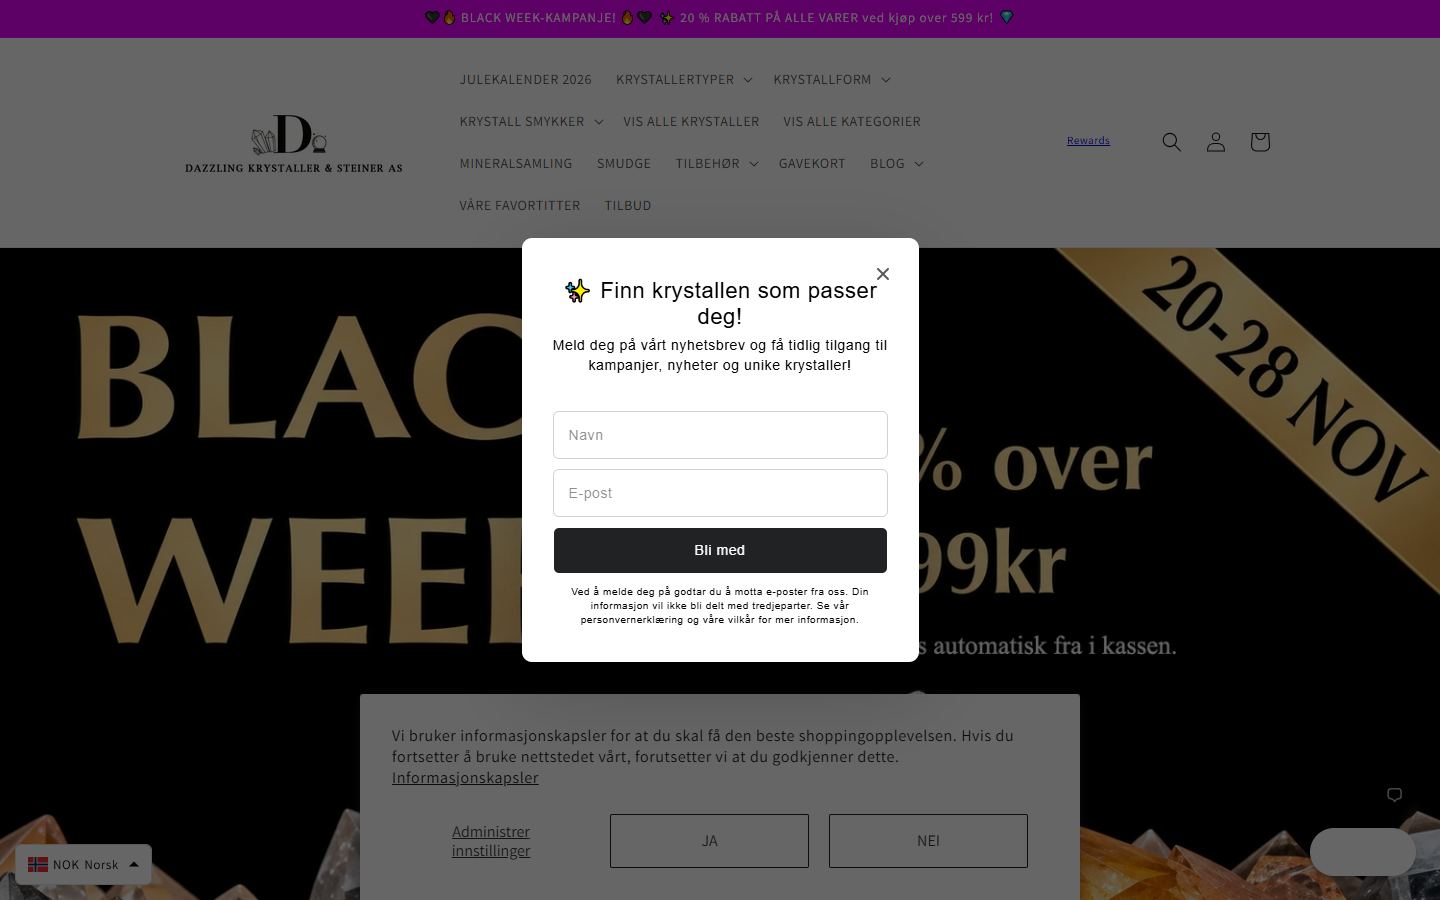 BLACK WEEK-KAMPANJE! 20 % RABATT PÅ ALLE VARER ved kjøp over 599 kr!
JULEKALENDER 2026 KRYSTALLERTYPER KRYSTALLFORM
KRYSTALL SMYKKER VIS ALLE KRYSTALLER VIS ALLE KATEGORIER
MINERALSAMLING SMUDGE TILBEHØR GAVEKORT BLOG
VÅRE FAVORTITTER TILBUD
D
DAZZLING KRYSTALLER & STEINER AS
Rewards
20-28 NOV
BLAC
WEE
% over
99kr
automatisk fra i kassen.
Finn krystallen som passer
deg!
Meld deg på vårt nyhetsbrev og få tidlig tilgang til
kampanjer, nyheter og unike krystaller!
Navn
E-post
Bli med
Ved å melde deg på godtar du å motta e-poster fra oss. Din
informasjon vil ikke bli delt med tredjeparter. Se vår
personvernerklæring og våre vilkår for mer informasjon.
Vi bruker informasjonskapsler for at du skal få den beste shoppingopplevelsen. Hvis du
fortsetter å bruke nettstedet vårt, forutsetter vi at du godkjenner dette.
Informasjonskapsler
Administrer
innstillinger
JA
NEI
NOK Norsk